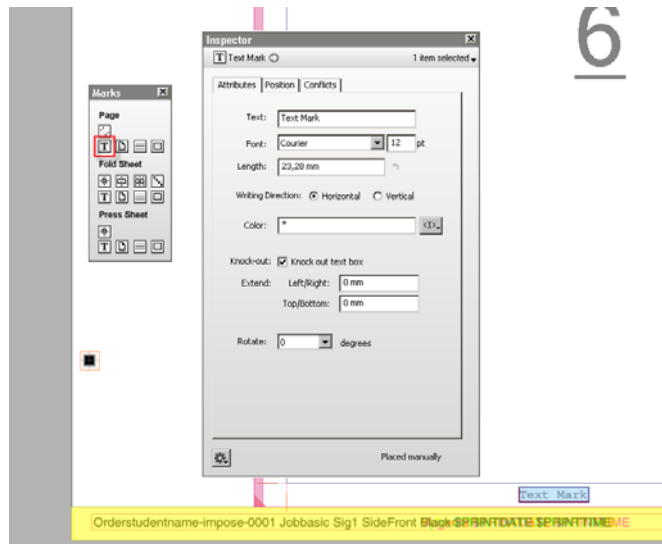 6
Inspector
Text Mark
1 item selected
Marks
Attributes
Position
Conflicts
Page
Text:
Text Mark
Font:
Courier
12
pt
Fold Sheet
Length:
23,28 mm
Writing Direction:
Horizontal
Vertical
Press Sheet
Color:
*
Knock-out:
Knock out text box
Extend:
Left/Right:
0 mm
Top/Bottom:
0 mm
Rotate:
0
degrees
Placed manually
Text Mark
Orderstudentname-impose-0001 Jobbasic Sig1 SideFront